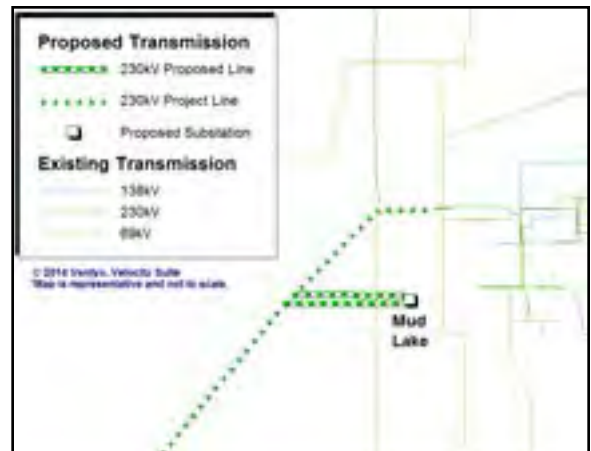 Proposed Transmission
230kV Proposed Line
230kV Project Line
Proposed Substation
Existing Transmission
138kV
230kV
69kV
© 2014 Ventyx, Velocity Suite
Map is representative and not to scale.
Mud
Lake